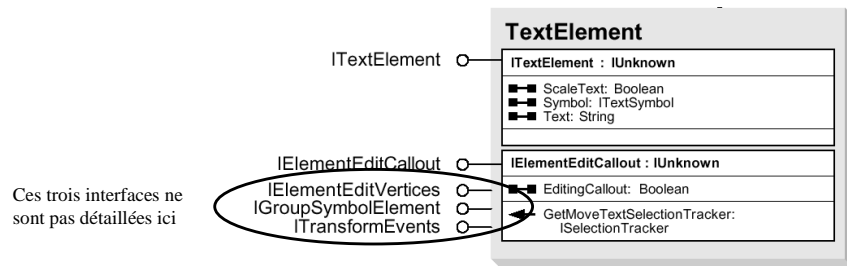 TextElement
ITextElement
ITextElement : IUnknown
ScaleText: Boolean
Symbol: ITextSymbol
Text: String
IElementEditCallout
IElementEditCallout : IUnknown
Ces trois interfaces ne
sont pas détaillées ici
IElementEditVertices
IGroupSymbolElement
ITransformEvents
EditingCallout: Boolean
GetMoveTextSelectionTracker:
ISelectionTracker